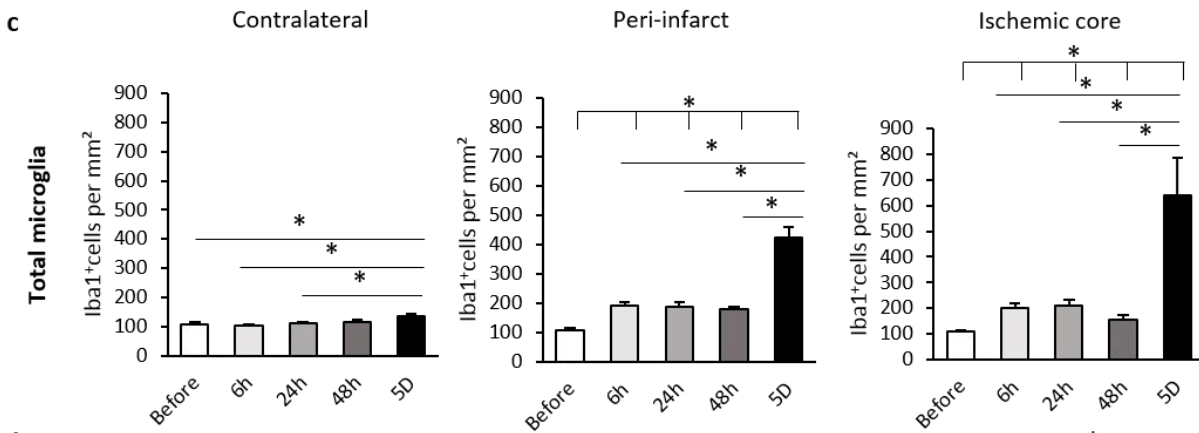 c
Contralateral
Peri-infarct
Ischemic core
Total microglia
Iba1⁺cells per mm²
900
800
700
600
500
400
300
200
100
0
*
*
*
Before
6h
24h
48h
5D
Iba1⁺cells per mm²
900
800
700
600
500
400
300
200
100
0
*
*
*
*
Before
6h
24h
48h
5D
Iba1⁺cells per mm²
900
800
700
600
500
400
300
200
100
0
*
*
*
*
Before
6h
24h
48h
5D